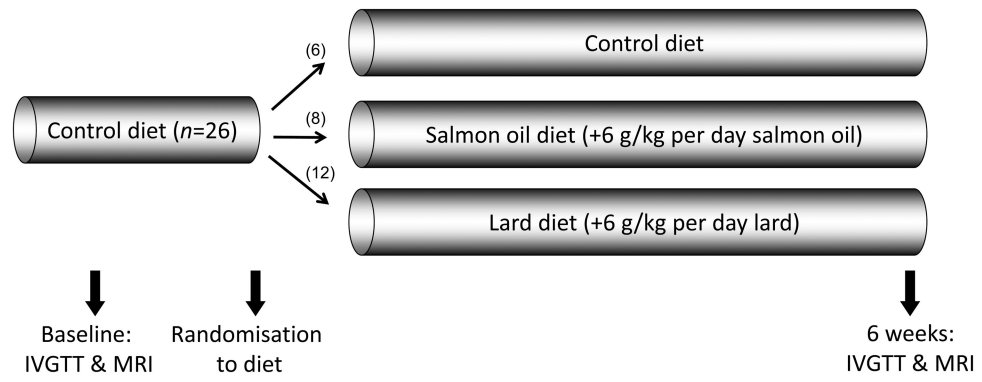 (6)
Control diet
Control diet (n=26)
(8)
Salmon oil diet (+6 g/kg per day salmon oil)
(12)
Lard diet (+6 g/kg per day lard)
Baseline:
IVGTT & MRI
Randomisation
to diet
6 weeks:
IVGTT & MRI